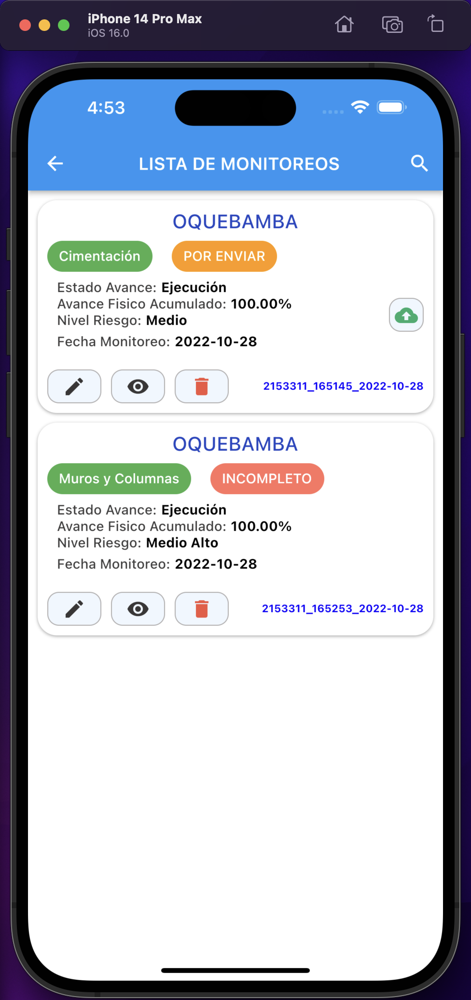 iPhone 14 Pro Max
iOS 16.0
4:53
LISTA DE MONITOREOS
OQUEBAMBA
Cimentación POR ENVIAR
Estado Avance: Ejecución
Avance Fisico Acumulado: 100.00%
Nivel Riesgo: Medio
Fecha Monitoreo: 2022-10-28
2153311_165145_2022-10-28
OQUEBAMBA
Muros y Columnas INCOMPLETO
Estado Avance: Ejecución
Avance Fisico Acumulado: 100.00%
Nivel Riesgo: Medio Alto
Fecha Monitoreo: 2022-10-28
2153311_165253_2022-10-28